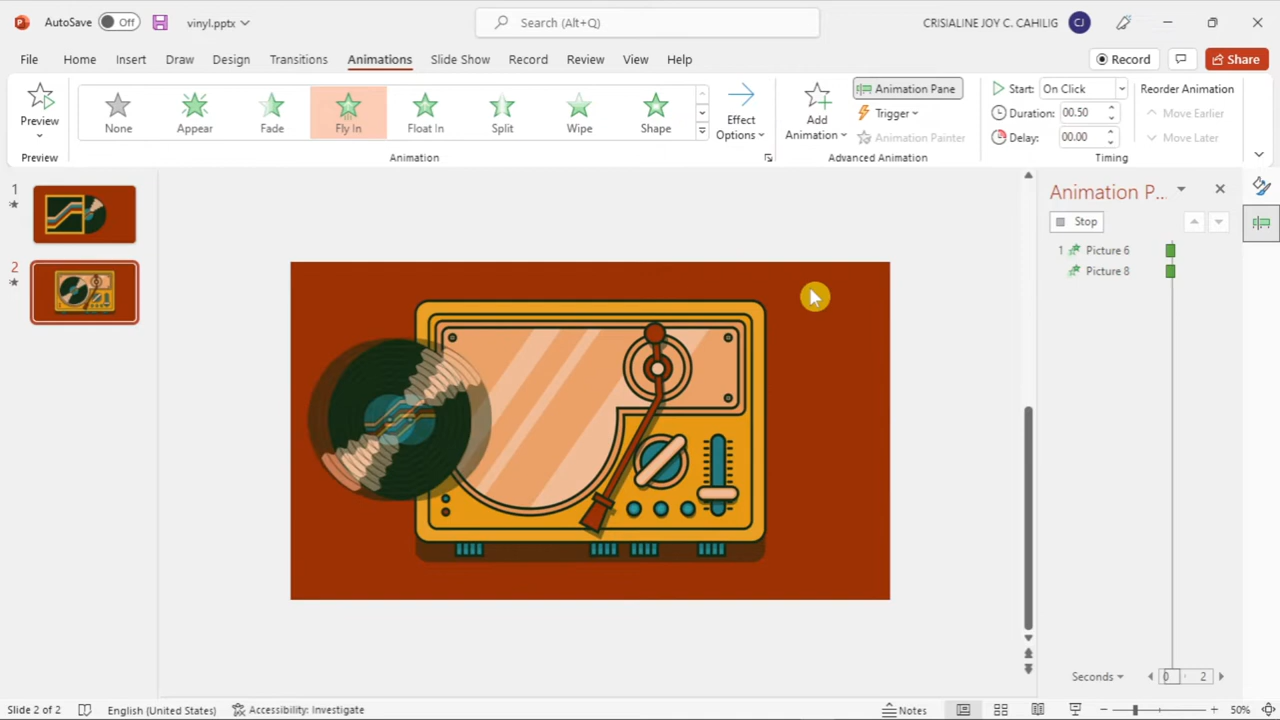 AutoSave Off vinyl.pptx Search (Alt+Q) CRISIALINE JOY C. CAHILIG CJ
File Home Insert Draw Design Transitions Animations Slide Show Record Review View Help Record Share
Preview None Appear Fade Fly In Float In Split Wipe Shape Effect Options Add Animation Animation Pane Trigger Animation Painter Start: On Click Duration: 00.50 Delay: 00.00 Reorder Animation Move Earlier Move Later
Preview Animation Advanced Animation Timing
1
2
Animation P...
Stop
1 Picture 6
Picture 8
Seconds 0 2
Slide 2 of 2 English (United States) Accessibility: Investigate Notes 50%